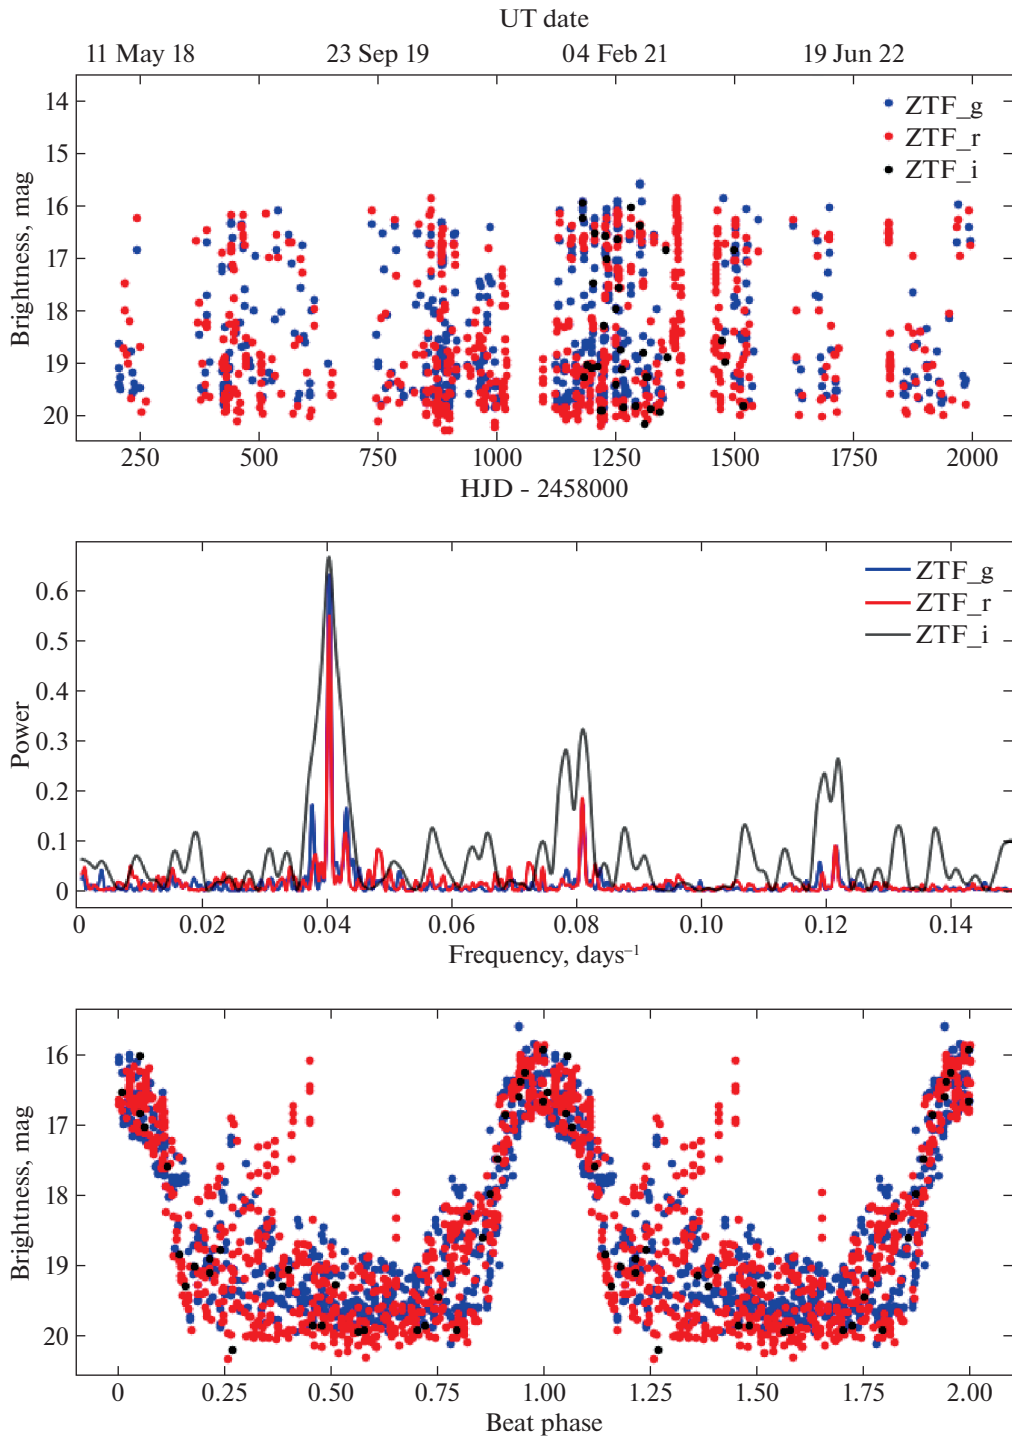 UT date
11 May 18 23 Sep 19 04 Feb 21 19 Jun 22
14
15
16
17
18
19
20
Brightness, mag
ZTF_g
ZTF_r
ZTF_i
250 500 750 1000 1250 1500 1750 2000
HJD - 2458000
0.6
0.5
0.4
0.3
0.2
0.1
0
Power
ZTF_g
ZTF_r
ZTF_i
0 0.02 0.04 0.06 0.08 0.10 0.12 0.14
Frequency, days⁻¹
16
17
18
19
20
Brightness, mag
0 0.25 0.50 0.75 1.00 1.25 1.50 1.75 2.00
Beat phase